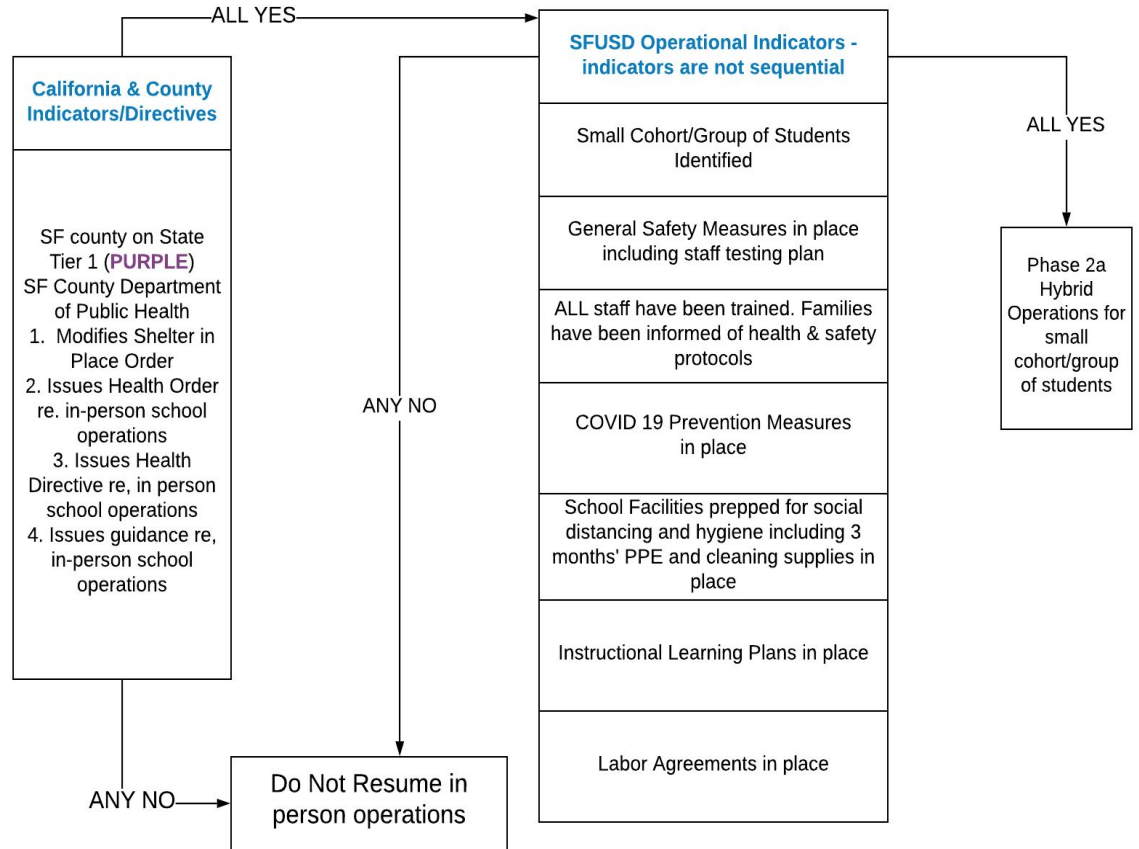 ALL YES
California & County
Indicators/Directives
SF county on State
Tier 1 (PURPLE)
SF County Department
of Public Health
1. Modifies Shelter in
Place Order
2. Issues Health Order
re. in-person school
operations
3. Issues Health
Directive re, in person
school operations
4. Issues guidance re,
in-person school
operations
ANY NO
Do Not Resume in
person operations
ANY NO
SFUSD Operational Indicators -
indicators are not sequential
Small Cohort/Group of Students
Identified
General Safety Measures in place
including staff testing plan
ALL staff have been trained. Families
have been informed of health & safety
protocols
COVID 19 Prevention Measures
in place
School Facilities prepped for social
distancing and hygiene including 3
months' PPE and cleaning supplies in
place
Instructional Learning Plans in place
Labor Agreements in place
ALL YES
Phase 2a
Hybrid
Operations for
small
cohort/group
of students